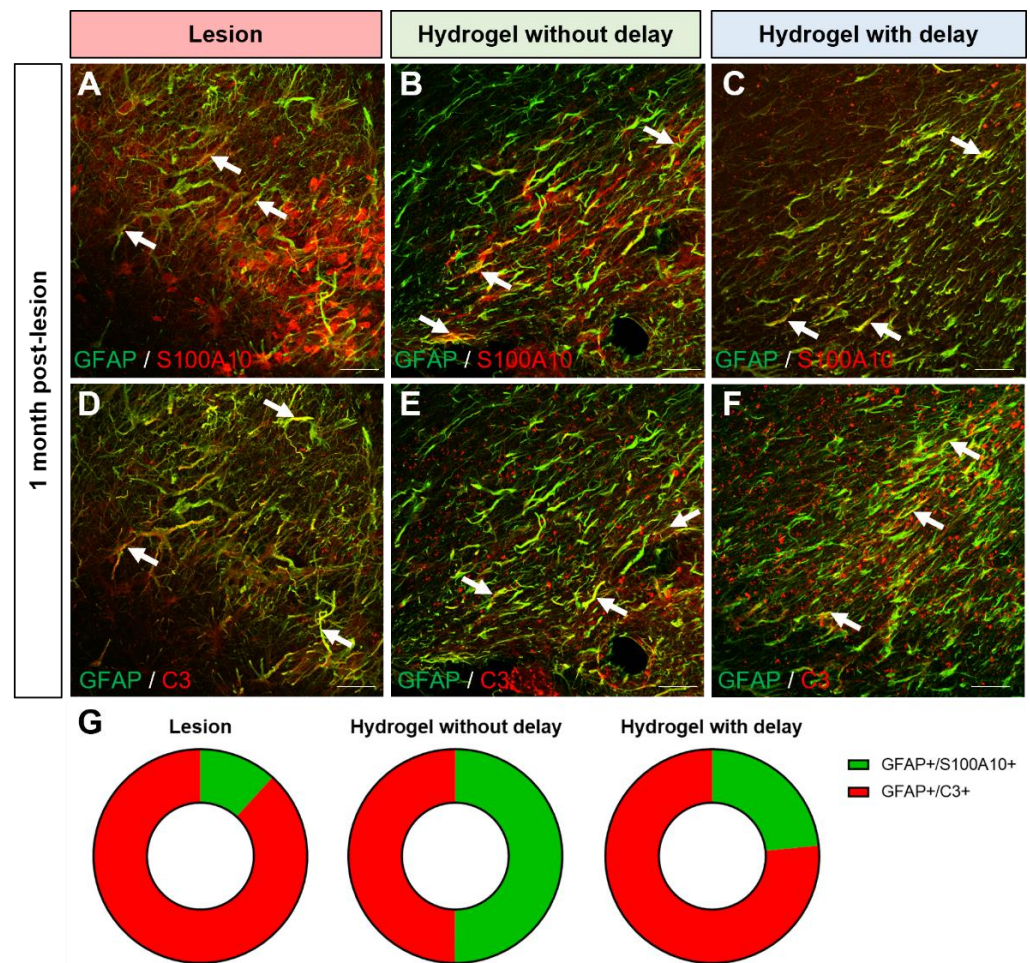 Lesion
Hydrogel without delay
Hydrogel with delay
1 month post-lesion
A
B
C
GFAP / S100A10
GFAP / S100A10
GFAP / S100A10
D
E
F
GFAP / C3
GFAP / C3
GFAP / C3
G
Lesion
Hydrogel without delay
Hydrogel with delay
GFAP+/S100A10+
GFAP+/C3+